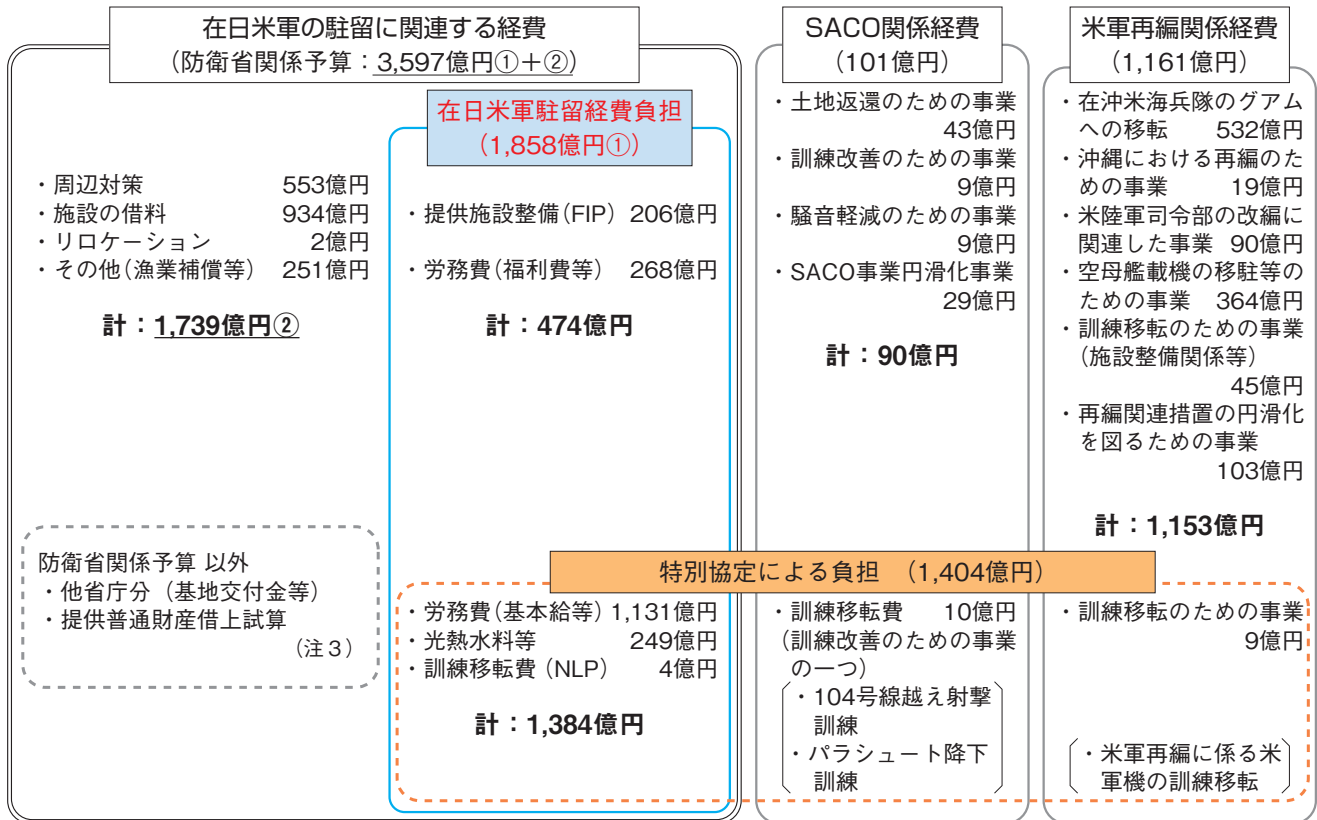 在日米軍の駐留に関連する経費
（防衛省関係予算：3,597億円①＋②）
在日米軍駐留経費負担
（1,858億円①）
・周辺対策　553億円
・施設の借料　934億円
・リロケーション　2億円
・その他（漁業補償等）　251億円
計：1,739億円②
・提供施設整備（FIP）　206億円
・労務費（福利費等）　268億円
計：474億円
防衛省関係予算 以外
・他省庁分（基地交付金等）
・提供普通財産借上試算
（注３）
SACO関係経費
（101億円）
・土地返還のための事業
43億円
・訓練改善のための事業
9億円
・騒音軽減のための事業
9億円
・SACO事業円滑化事業
29億円
計：90億円
米軍再編関係経費
（1,161億円）
・在沖米海兵隊のグアム
への移転　532億円
・沖縄における再編のた
めの事業　19億円
・米陸軍司令部の改編に
関連した事業　90億円
・空母艦載機の移駐等の
ための事業　364億円
・訓練移転のための事業
（施設整備関係等）
45億円
・再編関連措置の円滑化
を図るための事業
103億円
計：1,153億円
特別協定による負担　（1,404億円）
・労務費（基本給等）1,131億円
・光熱水料等　249億円
・訓練移転費（NLP）　4億円
計：1,384億円
・訓練移転費　10億円
（訓練改善のための事業
の一つ）
・104号線越え射撃
訓練
・パラシュート降下
訓練
・訓練移転のための事業
9億円
・米軍再編に係る米
軍機の訓練移転